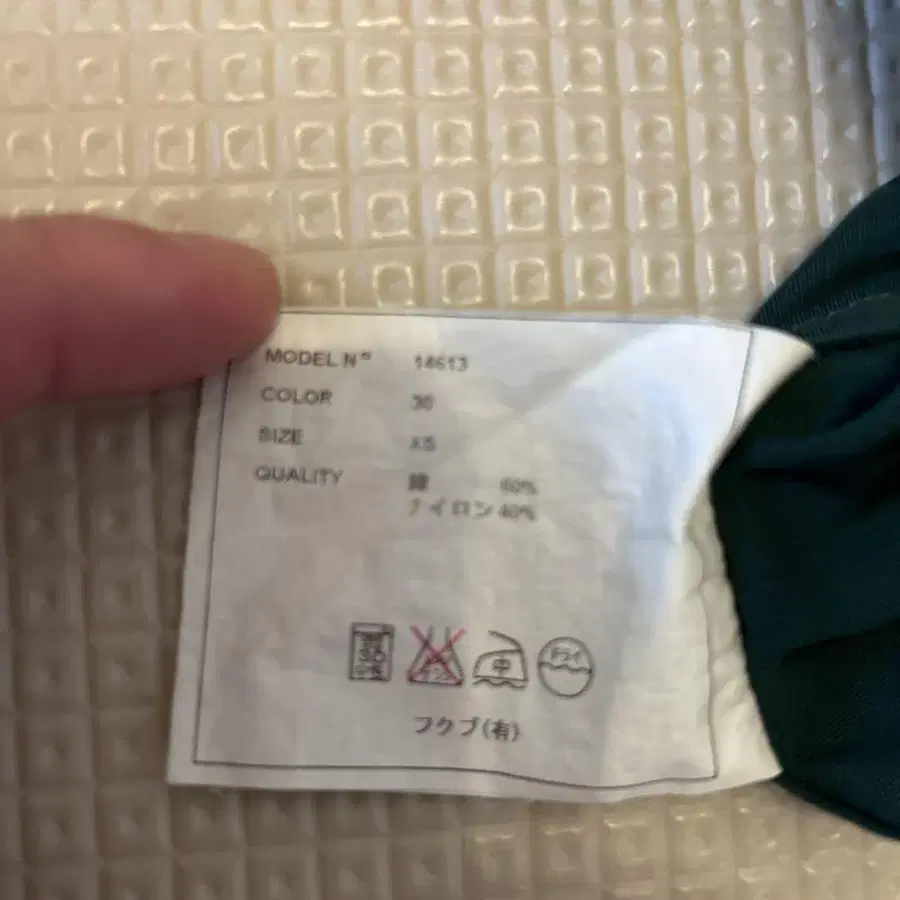 MODEL Nº 14613
COLOR 30
SIZE XS
QUALITY 綿 60%
ナイロン 40%
中
ドライ
フクブ(有)